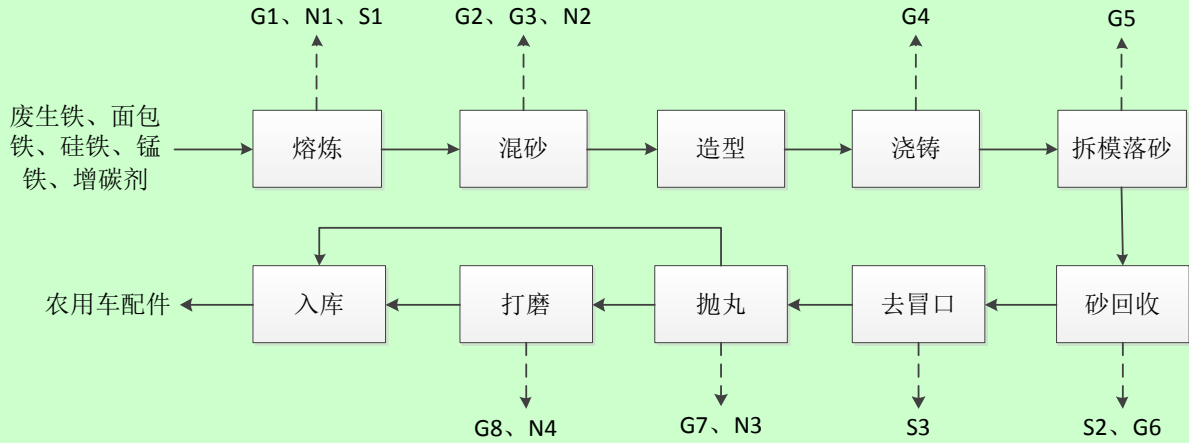 G1、N1、S1
G2、G3、N2
G4
G5
废生铁、面包
铁、硅铁、锰
铁、增碳剂
熔炼
混砂
造型
浇铸
拆模落砂
农用车配件
入库
打磨
抛丸
去冒口
砂回收
G8、N4
G7、N3
S3
S2、G6